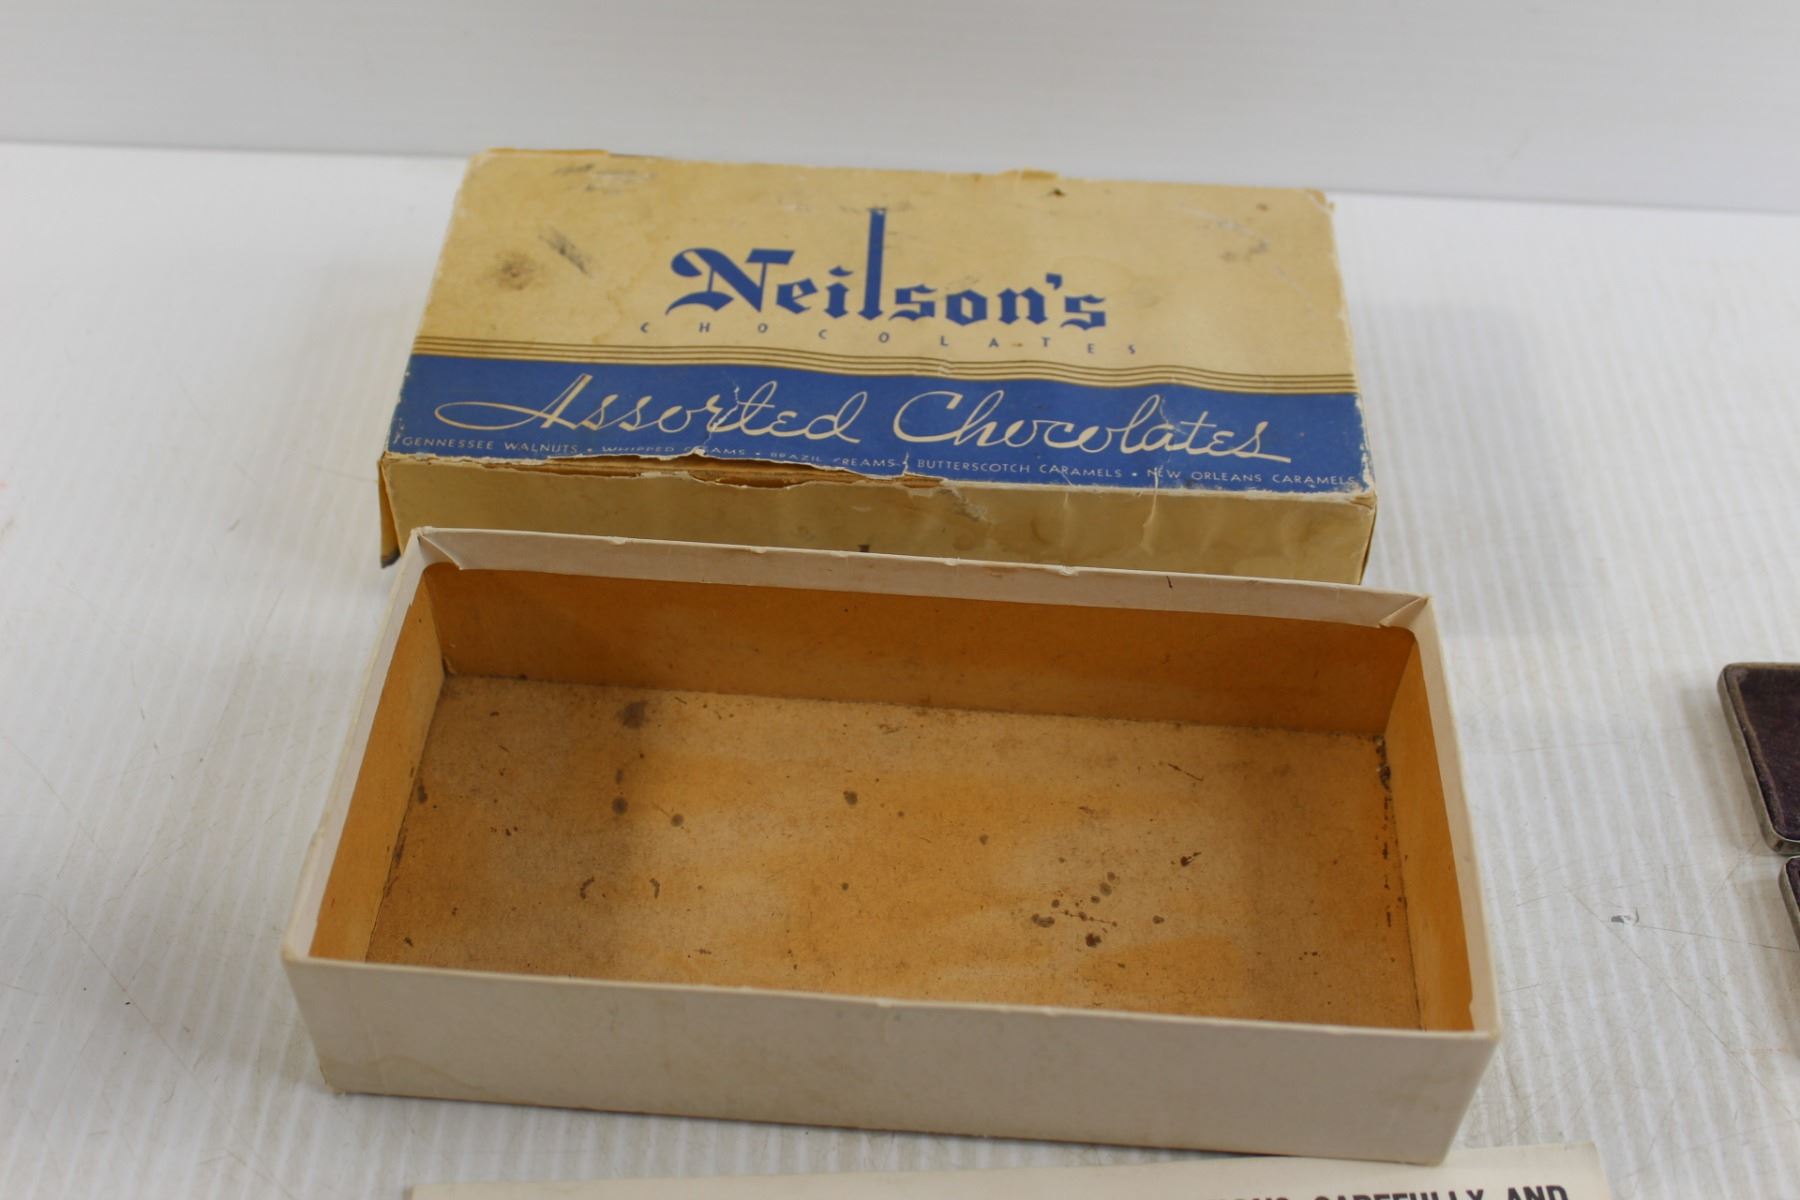 Neilson's
CHOCOLATES
Assorted Chocolates
GENNESSEE WALNUTS • WHIPPED CREAMS • BRAZIL CREAMS • BUTTERSCOTCH CARAMELS • NEW ORLEANS CARAMELS
CAREFULLY AND